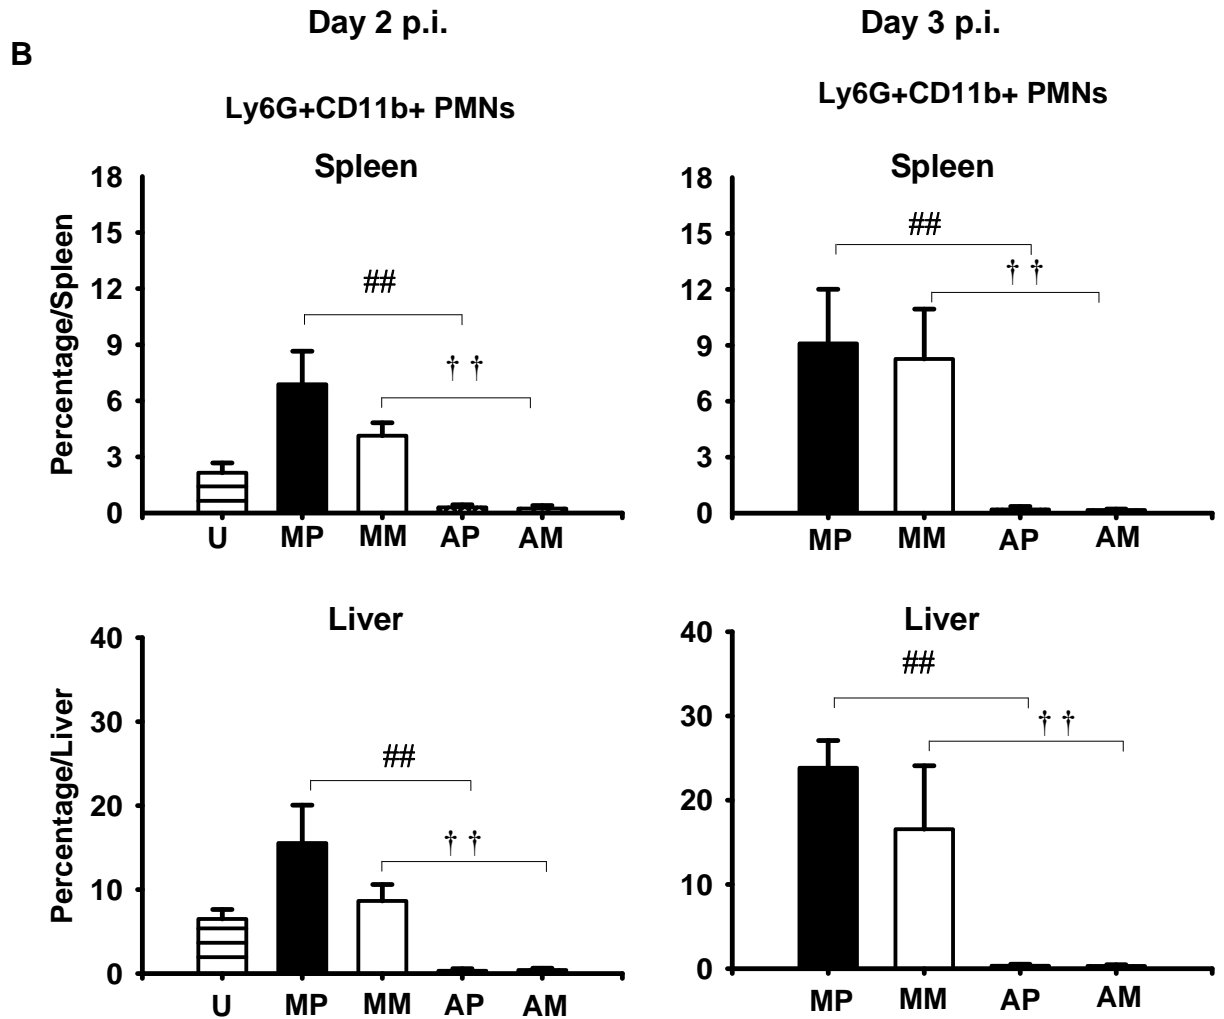 Day 2 p.i.
Day 3 p.i.
B
Ly6G+CD11b+ PMNs
Ly6G+CD11b+ PMNs
Spleen
Percentage/Spleen
18
15
12
9
6
3
0
##
† †
U MP MM AP AM
Spleen
18
15
12
9
6
3
0
##
† †
MP MM AP AM
Liver
Percentage/Liver
40
30
20
10
0
##
† †
U MP MM AP AM
Liver
40
30
20
10
0
##
† †
MP MM AP AM